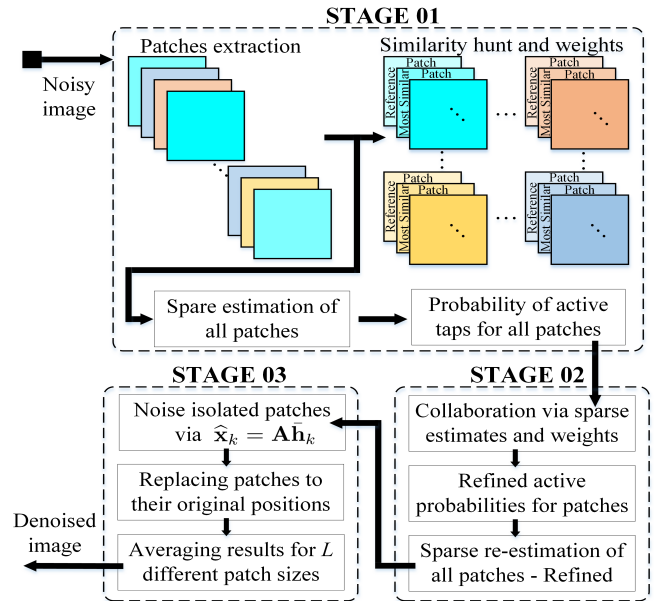 STAGE 01
Patches extraction
Similarity hunt and weights
Noisy
image
Patch
Reference
Patch
Most Similar
Patch
Reference
Patch
Most Similar
Patch
Reference
Patch
Most Similar
Patch
Reference
Patch
Most Similar
Spare estimation of
all patches
Probability of active
taps for all patches
STAGE 02
Collaboration via sparse
estimates and weights
Refined active
probabilities for patches
Sparse re-estimation of
all patches - Refined
STAGE 03
Noise isolated patches
via x̂ₖ = Ah̄ₖ
Replacing patches to
their original positions
Averaging results for L
different patch sizes
Denoised
image